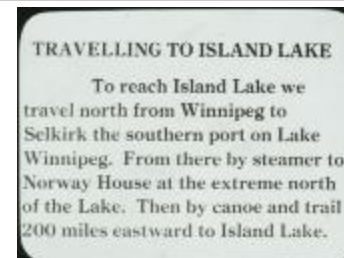 TRAVELLING TO ISLAND LAKE
To reach Island Lake we
travel north from Winnipeg to
Selkirk the southern port on Lake
Winnipeg. From there by steamer to
Norway House at the extreme north
of the Lake. Then by canoe and trail
200 miles eastward to Island Lake.